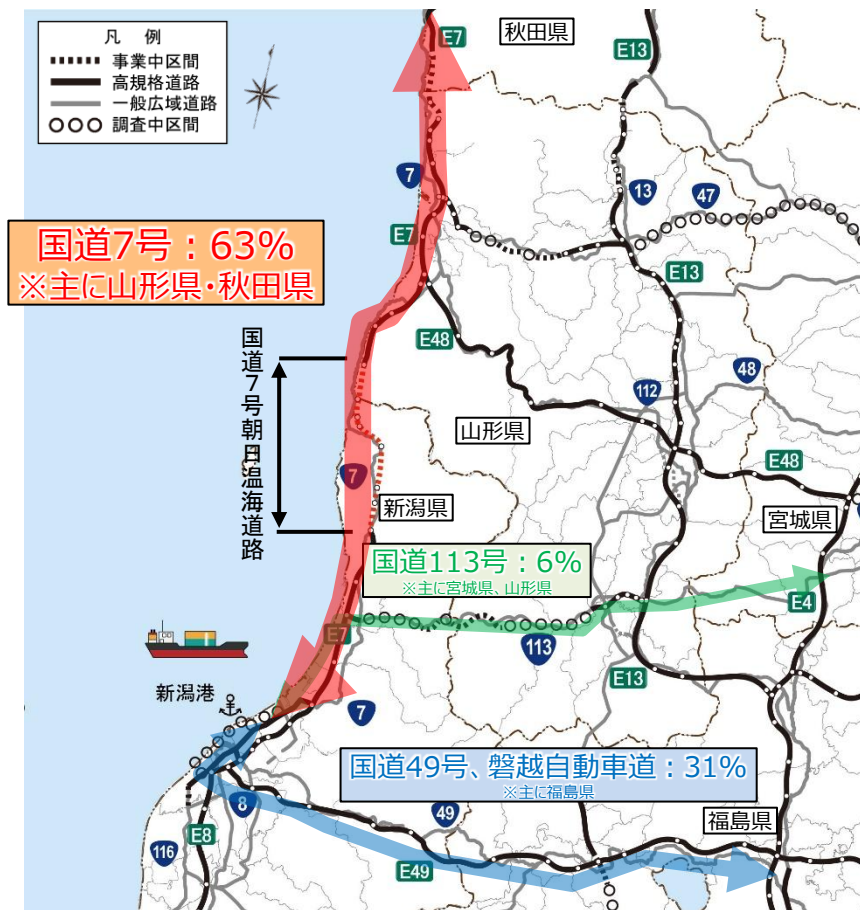 凡 例
事業中区間
高規格道路
一般広域道路
調査中区間
E7
秋田県
E13
7
13
47
国道7号：63%
※主に山形県・秋田県
E7
E13
E48
48
112
国道7号朝日温海道路
山形県
E48
7
新潟県
宮城県
国道113号：6%
※主に宮城県、山形県
E4
E7
113
E13
新潟港
7
国道49号、磐越自動車道：31%
※主に福島県
8
49
福島県
E8
116
E49